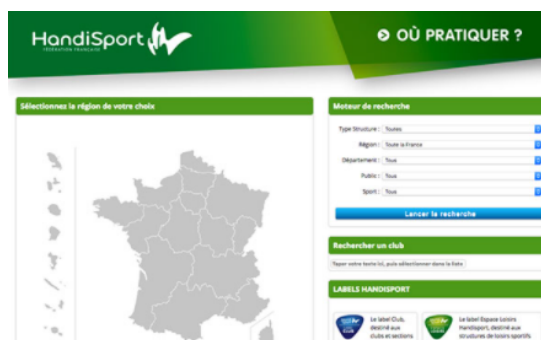 HandiSport
FÉDÉRATION FRANÇAISE
OÙ PRATIQUER ?
Sélectionnez la région de votre choix
Moteur de recherche
Type Structure : Toutes
Région : Toute la France
Département : Tous
Public : Tous
Sport : Tous
Lancer la recherche
Rechercher un club
Taper votre texte ici, puis sélectionner dans la liste
LABELS HANDISPORT
CLUB
Le label Club,
destiné aux
clubs et sections
LOISIRS
Le label Espace Loisirs
Handisport, destiné aux
structures de loisirs sportifs